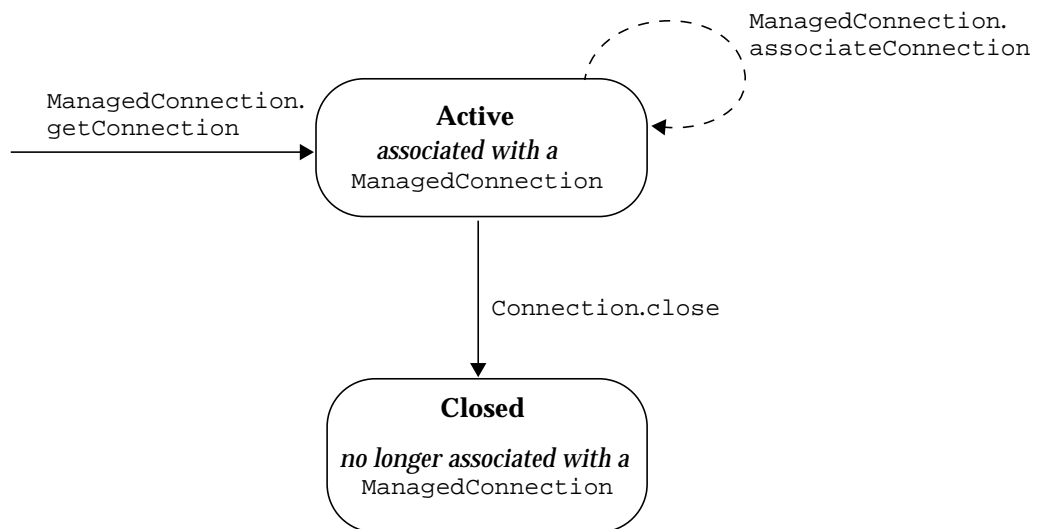 ManagedConnection.
associateConnection
ManagedConnection.
getConnection
Active
associated with a
ManagedConnection
Connection.close
Closed
no longer associated with a
ManagedConnection